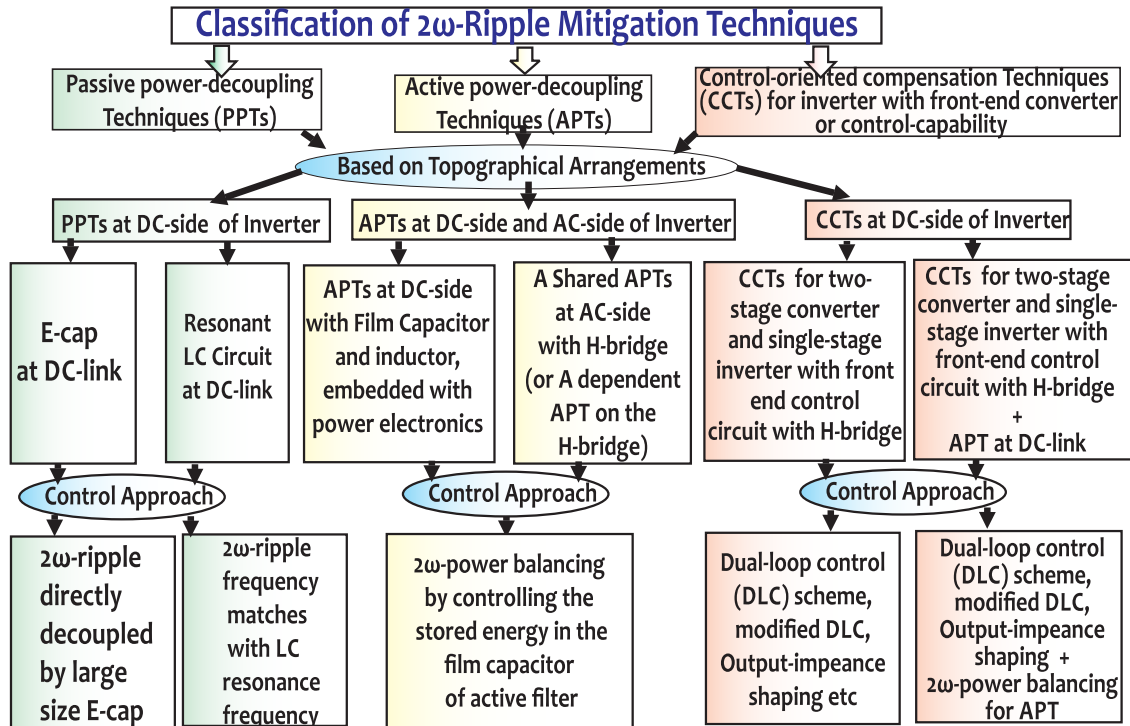 Classification of 2ω-Ripple Mitigation Techniques
Passive power-decoupling
Techniques (PPTs)
Active power-decoupling
Techniques (APTs)
Control-oriented compensation Techniques
(CCTs) for inverter with front-end converter
or control-capability
Based on Topographical Arrangements
PPTs at DC-side of Inverter
APTs at DC-side and AC-side of Inverter
CCTs at DC-side of Inverter
E-cap
at DC-link
Resonant
LC Circuit
at DC-link
APTs at DC-side
with Film Capacitor
and inductor,
embedded with
power electronics
A Shared APTs
at AC-side
with H-bridge
(or A dependent
APT on the
H-bridge)
CCTs for two-
stage converter
and single-stage
inverter with front
end control
circuit with H-bridge
CCTs for two-stage
converter and single-
stage inverter with
front-end control
circuit with H-bridge
+
APT at DC-link
Control Approach
Control Approach
Control Approach
2ω-ripple
directly
decoupled
by large
size E-cap
2ω-ripple
frequency
matches
with LC
resonance
frequency
2ω-power balancing
by controlling the
stored energy in the
film capacitor
of active filter
Dual-loop control
(DLC) scheme,
modified DLC,
Output-impeance
shaping etc
Dual-loop control
(DLC) scheme,
modified DLC,
Output-impeance
shaping +
2ω-power balancing
for APT